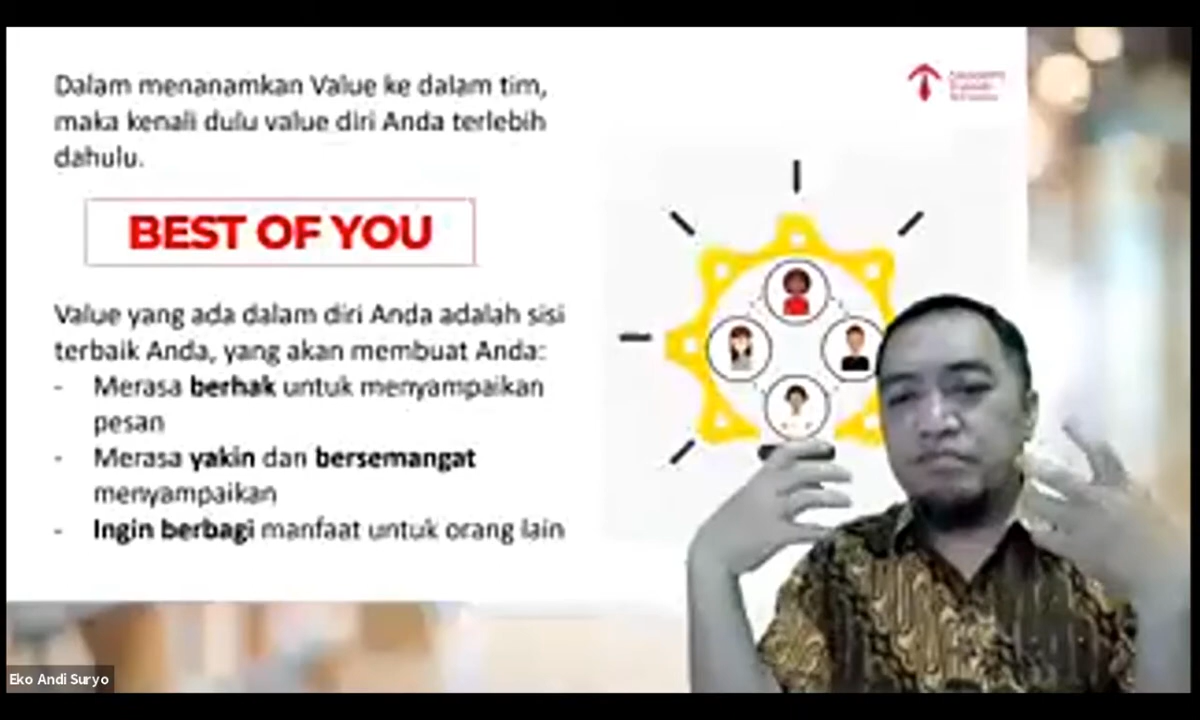 Dalam menanamkan Value ke dalam tim,
maka kenali dulu value diri Anda terlebih
dahulu.
BEST OF YOU
Value yang ada dalam diri Anda adalah sisi
terbaik Anda, yang akan membuat Anda:
- Merasa berhak untuk menyampaikan
pesan
- Merasa yakin dan bersemangat
menyampaikan
- Ingin berbagi manfaat untuk orang lain
Eko Andi Suryo